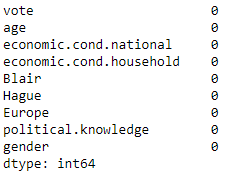 vote 0
age 0
economic.cond.national 0
economic.cond.household 0
Blair 0
Hague 0
Europe 0
political.knowledge 0
gender 0
dtype: int64